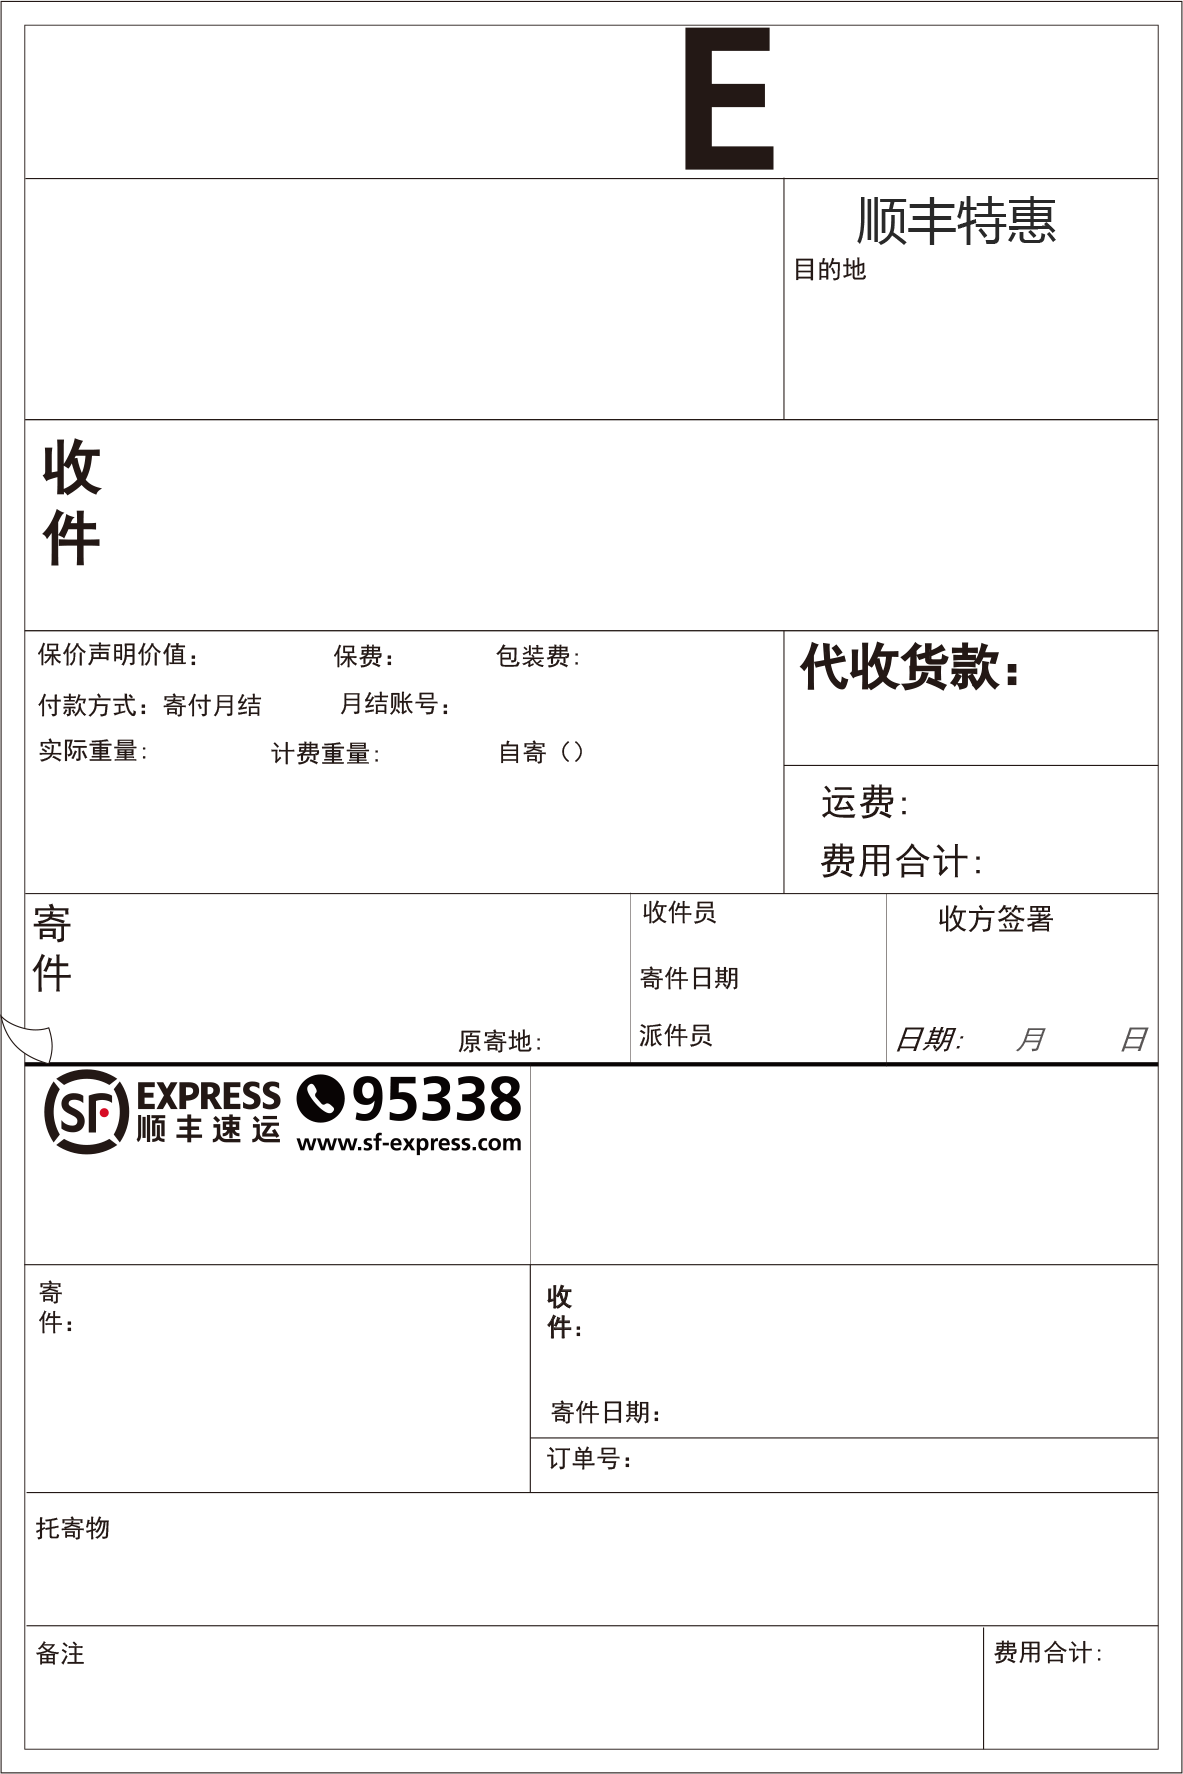 E
顺丰特惠
目的地
收
件
保价声明价值： 保费： 包装费：
付款方式：寄付月结 月结账号：
实际重量： 计费重量： 自寄（）
代收货款：
运费：
费用合计：
寄
件
原寄地：
收件员
寄件日期
派件员
收方签署
日期： 月 日
SF EXPRESS
顺丰速运
95338
www.sf-express.com
寄
件：
收
件：
寄件日期：
订单号：
托寄物
备注
费用合计：